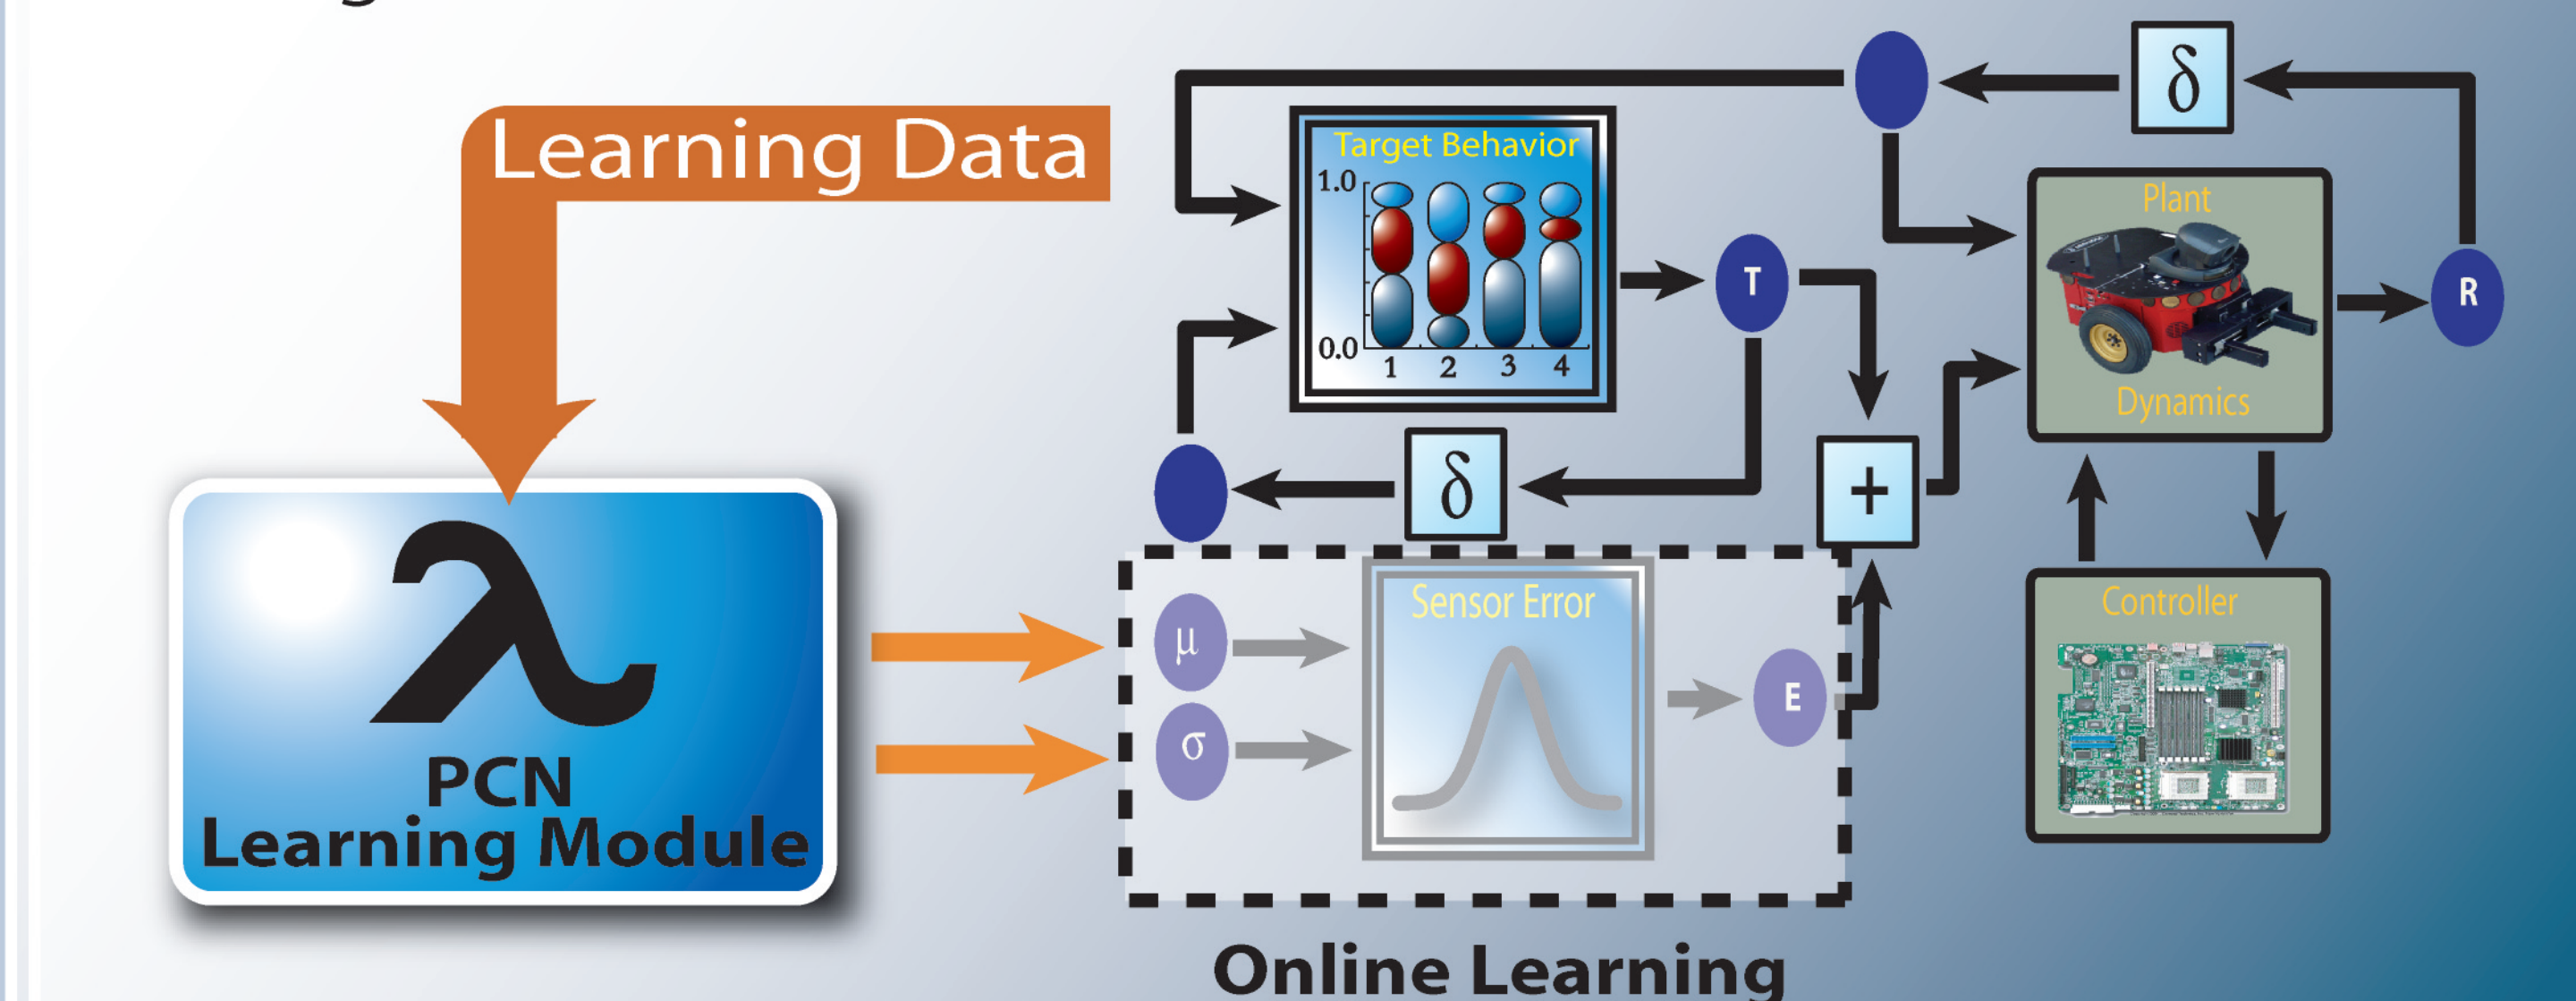 Learning Data
δ
Target Behavior
1.0
0.0
1 2 3 4
T
Plant
Dynamics
R
δ
+
λ
PCN
Learning Module
μ
σ
Sensor Error
E
Controller
Online Learning